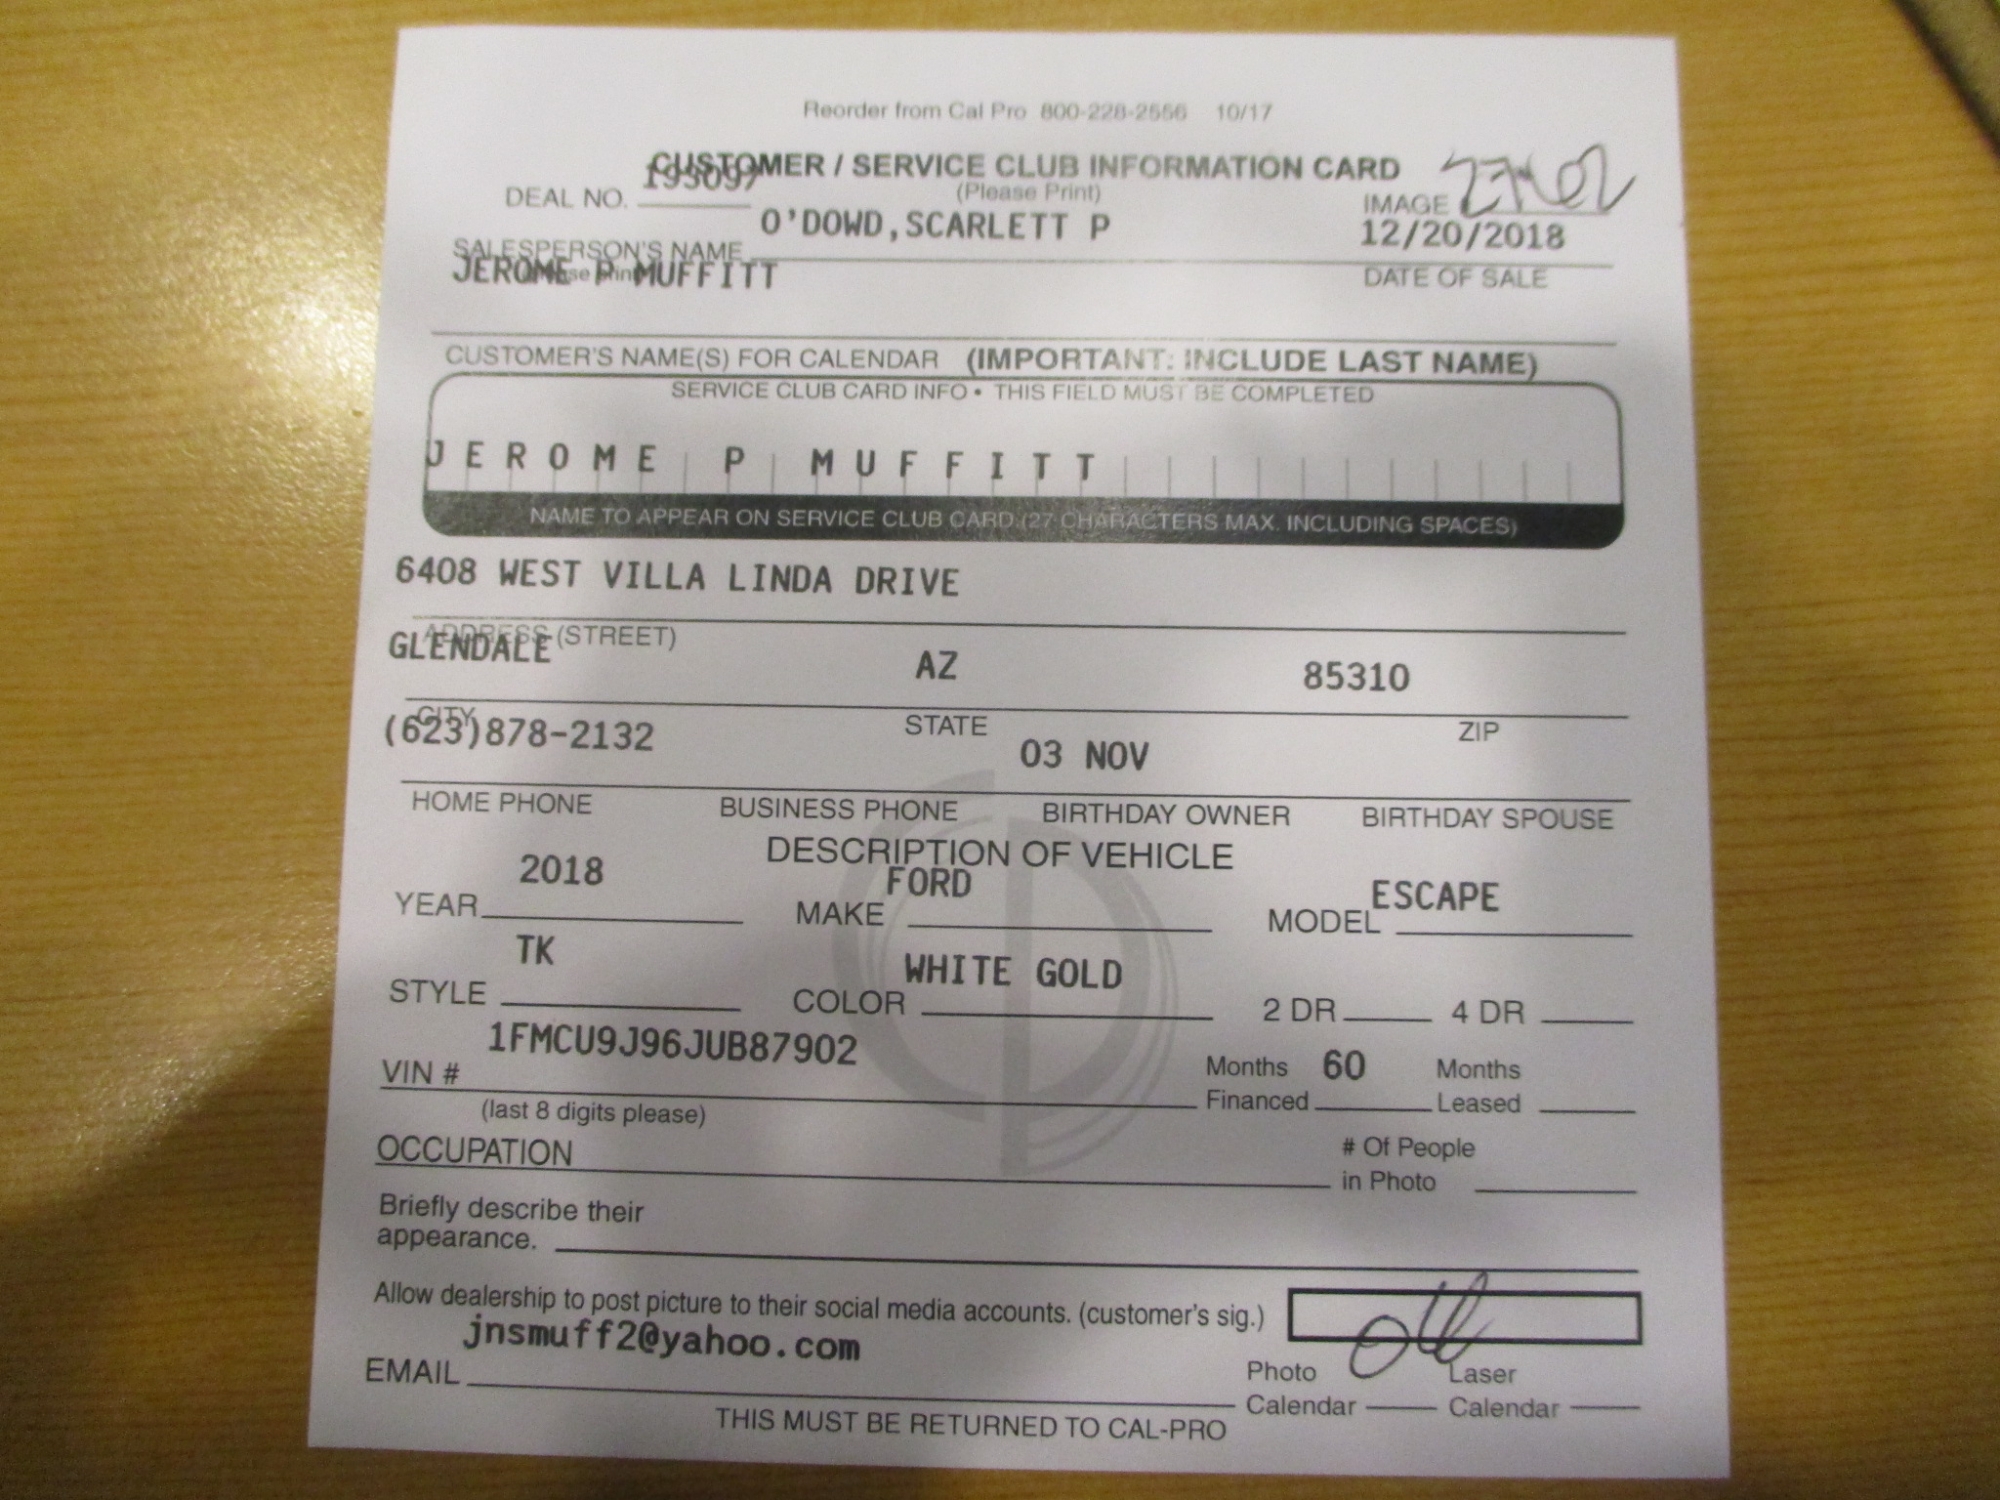 Reorder from Cal Pro 800-228-2556 10/17
CUSTOMER / SERVICE CLUB INFORMATION CARD
(Please Print)
DEAL NO. 193097
IMAGE
O'DOWD,SCARLETT P 12/20/2018
SALESPERSON'S NAME
DATE OF SALE
JEROME P MUFFITT
CUSTOMER'S NAME(S) FOR CALENDAR (IMPORTANT: INCLUDE LAST NAME)
SERVICE CLUB CARD INFO • THIS FIELD MUST BE COMPLETED
JEROME P MUFFITT
NAME TO APPEAR ON SERVICE CLUB CARD (27 CHARACTERS MAX. INCLUDING SPACES)
6408 WEST VILLA LINDA DRIVE
ADDRESS (STREET)
GLENDALE AZ 85310
CITY STATE ZIP
(623)878-2132 03 NOV
HOME PHONE BUSINESS PHONE BIRTHDAY OWNER BIRTHDAY SPOUSE
DESCRIPTION OF VEHICLE
YEAR 2018 MAKE FORD MODEL ESCAPE
STYLE TK COLOR WHITE GOLD 2 DR 4 DR
VIN # 1FMCU9J96JUB87902 Months Financed 60 Months Leased
(last 8 digits please)
OCCUPATION # Of People in Photo
Briefly describe their
appearance.
Allow dealership to post picture to their social media accounts. (customer's sig.)
jnsmuff2@yahoo.com
EMAIL Photo Calendar Laser Calendar
THIS MUST BE RETURNED TO CAL-PRO